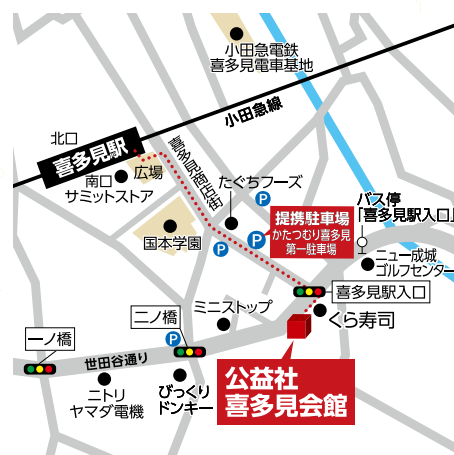 小田急電鉄
喜多見電車基地
小田急線
北口
喜多見駅
広場
南口
サミットストア
喜多見商店街
たぐちフーズ
P
P
P
提携駐車場
かたつむり喜多見
第一駐車場
バス停
「喜多見駅入口」
国本学園
ニュー成城
ゴルフセンター
喜多見駅入口
ミニストップ
くら寿司
二ノ橋
P
一ノ橋
世田谷通り
ニトリ
ヤマダ電機
びっくり
ドンキー
公益社
喜多見会館